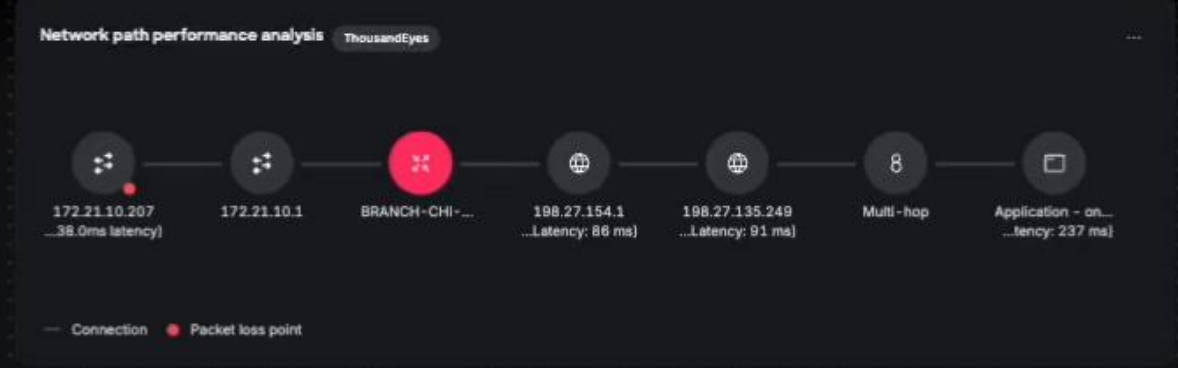 Network path performance analysis ThousandEyes
...
172.21.10.207
...38.0ms latency)
172.21.10.1
BRANCH-CHI-...
198.27.154.1
...Latency: 86 ms)
198.27.135.249
...Latency: 91 ms)
8
Multi-hop
Application - on...
...tency: 237 ms)
Connection
Packet loss point